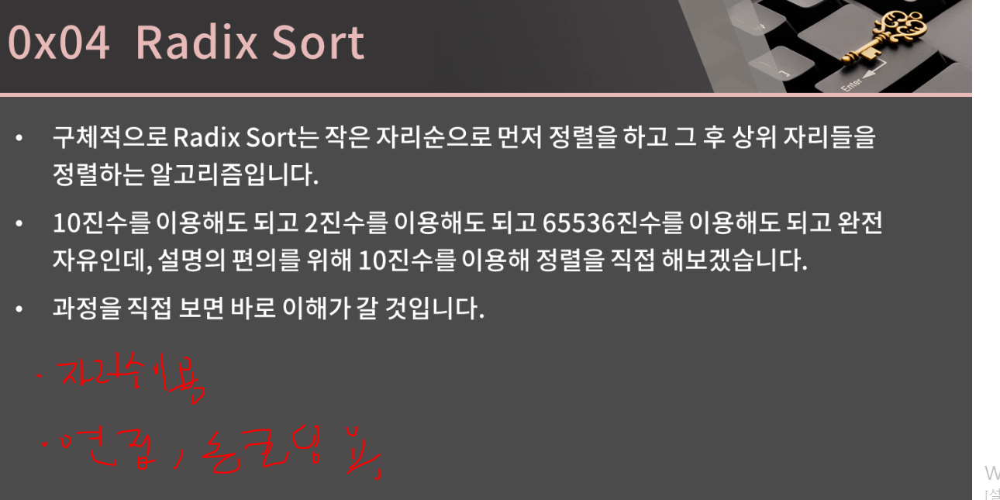 0x04 Radix Sort
Enter
• 구체적으로 Radix Sort는 작은 자리순으로 먼저 정렬을 하고 그 후 상위 자리들을
정렬하는 알고리즘입니다.
• 10진수를 이용해도 되고 2진수를 이용해도 되고 65536진수를 이용해도 되고 완전
자유인데, 설명의 편의를 위해 10진수를 이용해 정렬을 직접 해보겠습니다.
• 과정을 직접 보면 바로 이해가 갈 것입니다.
· 자리수 이용
W
[설